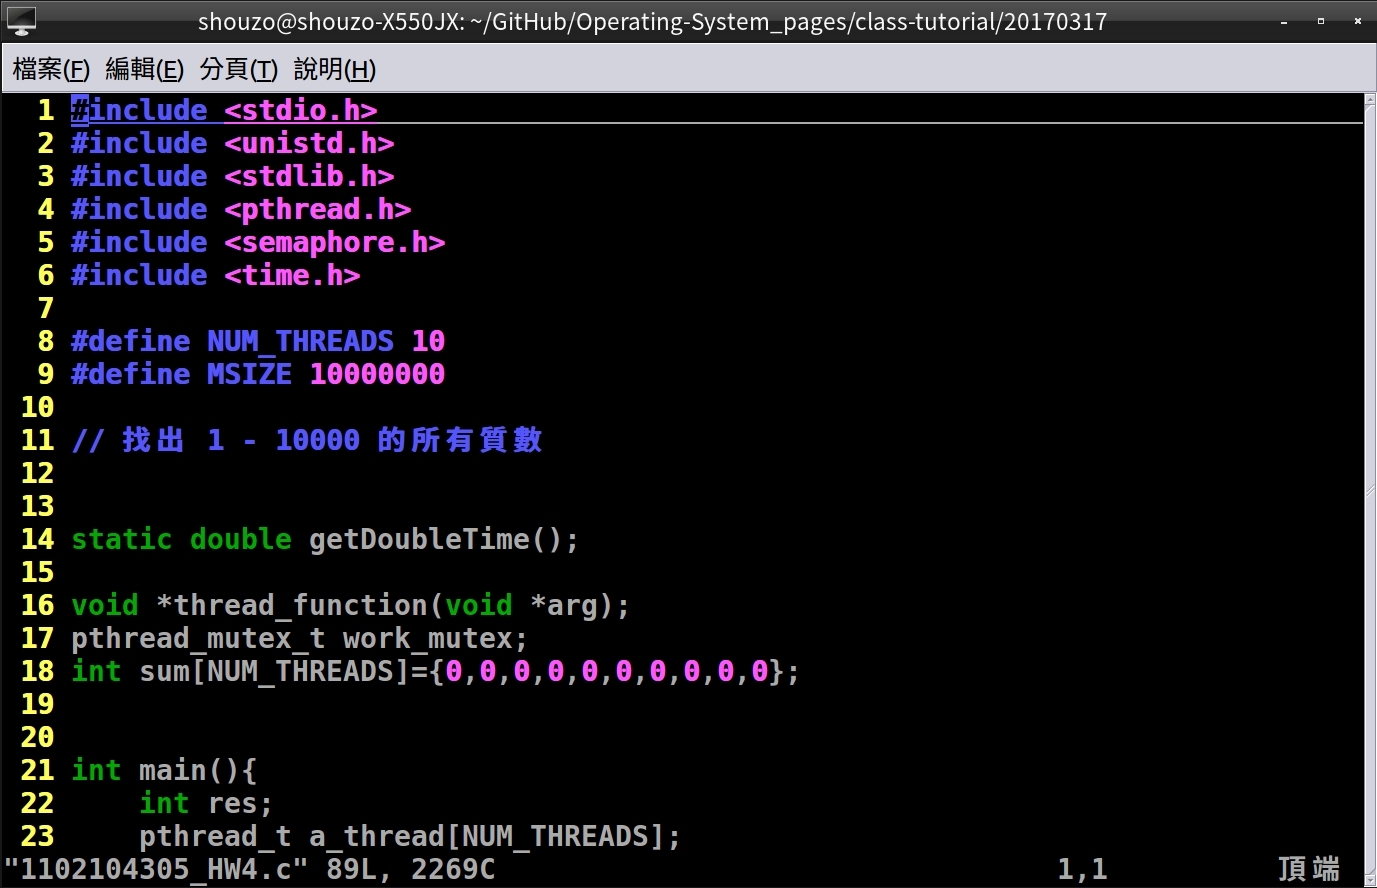 shouzo@shouzo-X550JX: ~/GitHub/Operating-System_pages/class-tutorial/20170317
檔案(F) 編輯(E) 分頁(T) 說明(H)
1 #include <stdio.h>
2 #include <unistd.h>
3 #include <stdlib.h>
4 #include <pthread.h>
5 #include <semaphore.h>
6 #include <time.h>
7
8 #define NUM_THREADS 10
9 #define MSIZE 10000000
10
11 // 找出 1 - 10000 的所有質數
12
13
14 static double getDoubleTime();
15
16 void *thread_function(void *arg);
17 pthread_mutex_t work_mutex;
18 int sum[NUM_THREADS]={0,0,0,0,0,0,0,0,0,0};
19
20
21 int main(){
22     int res;
23     pthread_t a_thread[NUM_THREADS];
"1102104305_HW4.c" 89L, 2269C 1,1 頂端